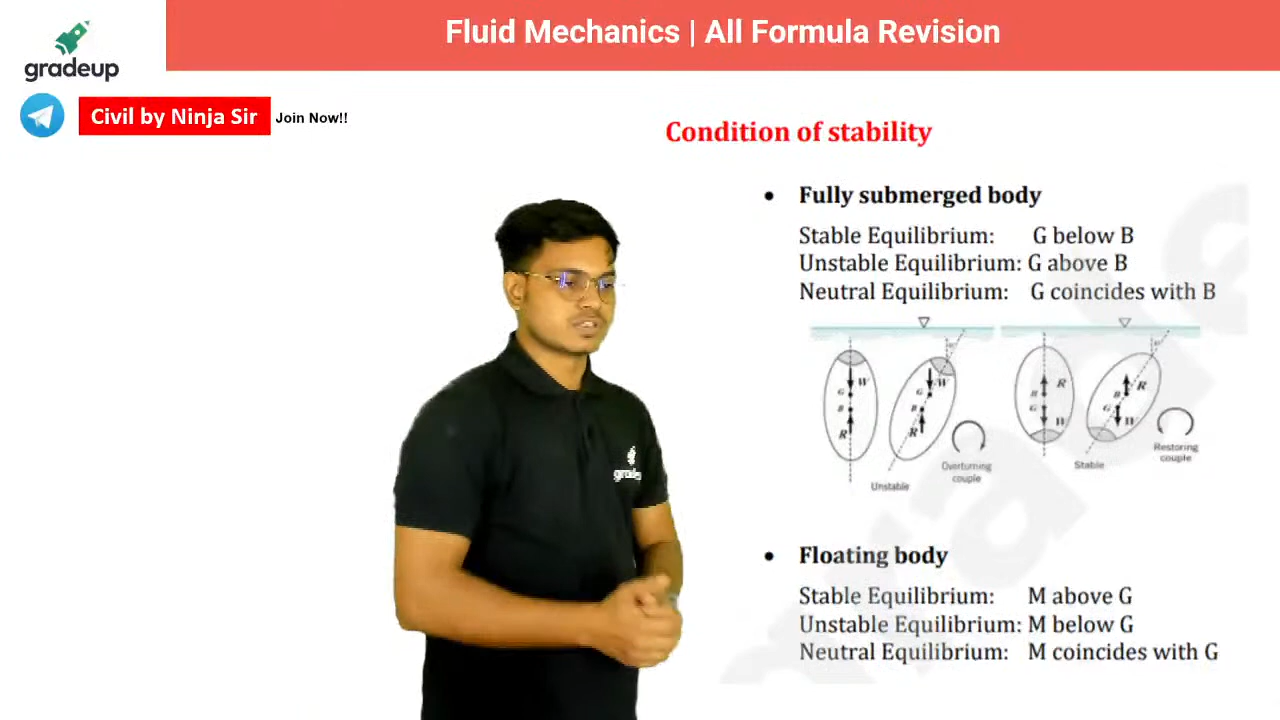 Fluid Mechanics | All Formula Revision
gradeup
Civil by Ninja Sir Join Now!!
Condition of stability
• Fully submerged body
Stable Equilibrium: G below B
Unstable Equilibrium: G above B
Neutral Equilibrium: G coincides with B
W W R R
G G B B
B B G G
R R W W
Overturning
couple
Restoring
couple
Unstable
Stable
gradeup
• Floating body
Stable Equilibrium: M above G
Unstable Equilibrium: M below G
Neutral Equilibrium: M coincides with G